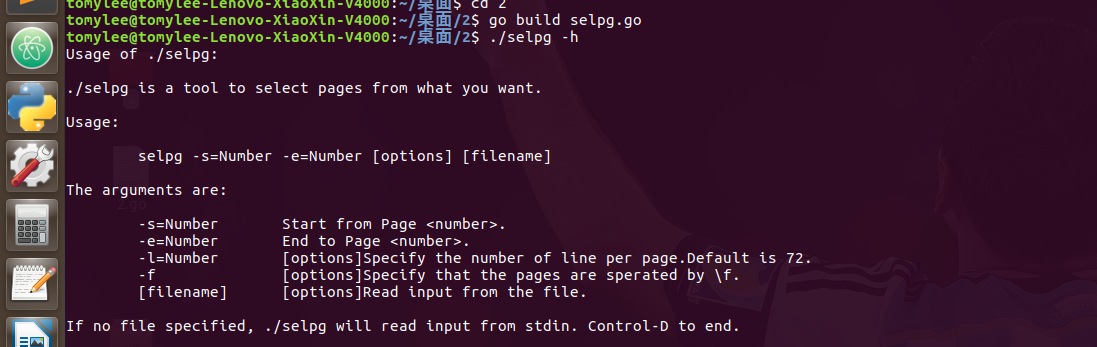 tomylee@tomylee-Lenovo-XiaoXin-V4000:~/桌面$ cd 2
tomylee@tomylee-Lenovo-XiaoXin-V4000:~/桌面/2$ go build selpg.go
tomylee@tomylee-Lenovo-XiaoXin-V4000:~/桌面/2$ ./selpg -h
Usage of ./selpg:
./selpg is a tool to select pages from what you want.
Usage:
selpg -s=Number -e=Number [options] [filename]
The arguments are:
-s=Number Start from Page <number>.
-e=Number End to Page <number>.
-l=Number [options]Specify the number of line per page.Default is 72.
-f [options]Specify that the pages are sperated by \f.
[filename] [options]Read input from the file.
If no file specified, ./selpg will read input from stdin. Control-D to end.